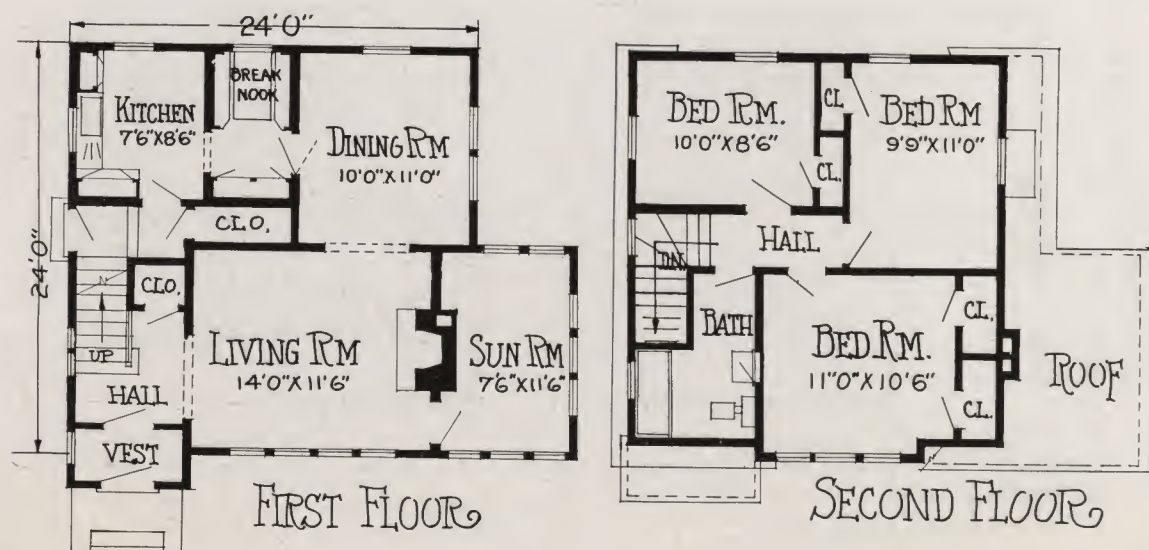 24'0"
24'0"
KITCHEN
7'6"X8'6"
BREAK
NOOK
DINING RM
10'0"X11'0"
CLO.
CLO.
UP
LIVING RM
14'0"X11'6"
SUN RM
7'6"X11'6"
HALL
VEST
FIRST FLOOR
BED RM.
10'0"X8'6"
CL.
CL.
BED RM
9'9"X11'0"
HALL
DN.
BATH
BED RM.
11'0"X10'6"
CL.
CL.
ROOF
SECOND FLOOR